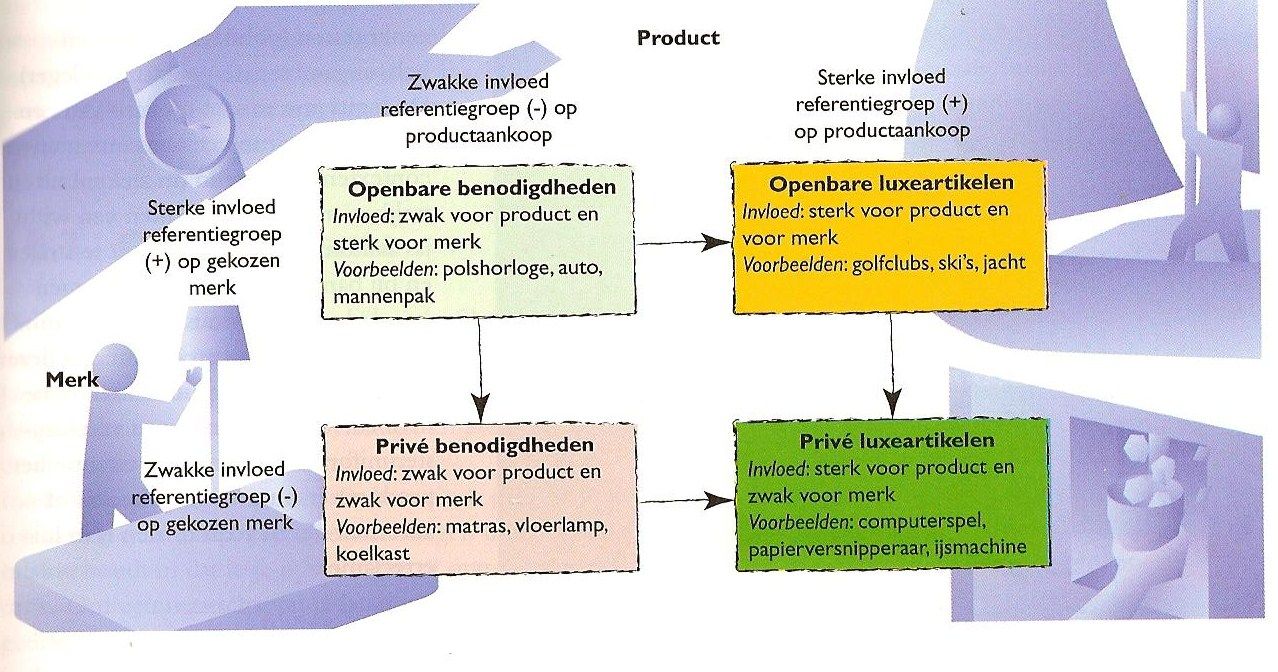 Product
Zwakke invloed
referentiegroep (-) op
productaankoop
Sterke invloed
referentiegroep (+)
op productaankoop
Sterke invloed
referentiegroep
(+) op gekozen
merk
Openbare benodigdheden
Invloed: zwak voor product en
sterk voor merk
Voorbeelden: polshorloge, auto,
mannenpak
Openbare luxeartikelen
Invloed: sterk voor product en
voor merk
Voorbeelden: golfclubs, ski's, jacht
Merk
Zwakke invloed
referentiegroep (-)
op gekozen merk
Privé benodigdheden
Invloed: zwak voor product en
zwak voor merk
Voorbeelden: matras, vloerlamp,
koelkast
Privé luxeartikelen
Invloed: sterk voor product en
zwak voor merk
Voorbeelden: computerspel,
papierversnipperaar, ijsmachine